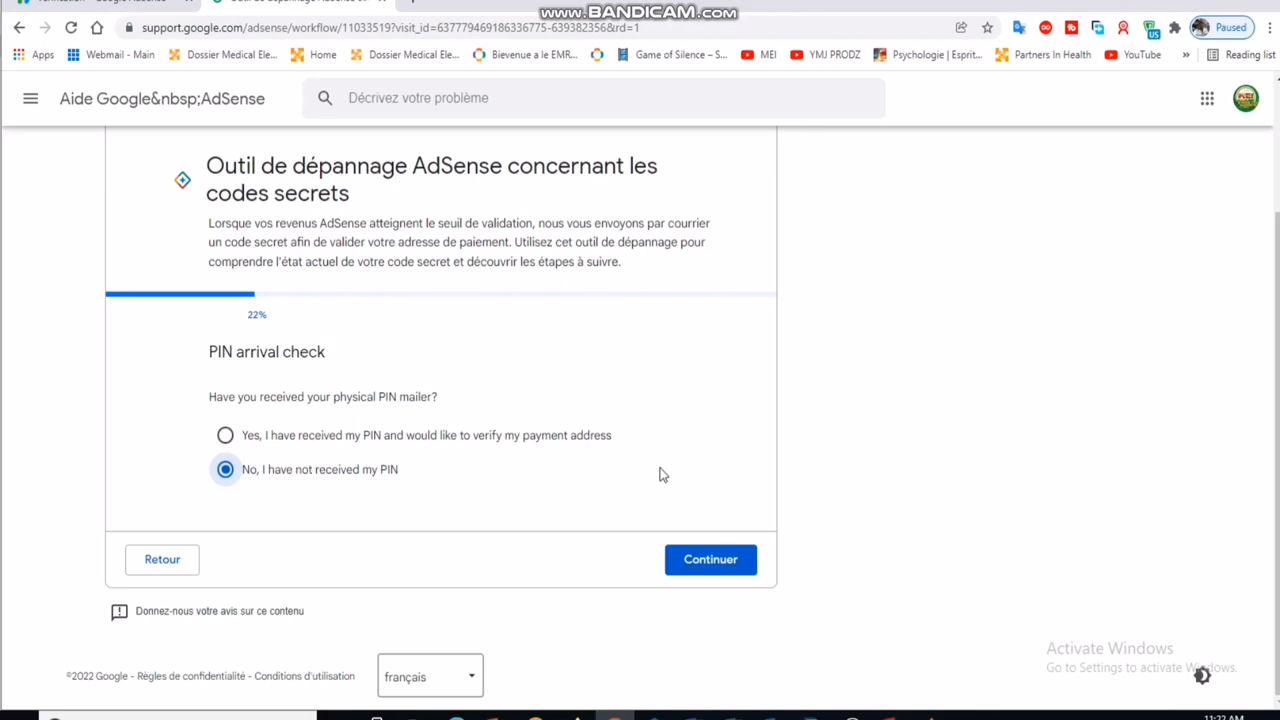 www.BANDICAM.com
support.google.com/adsense/workflow/11033519?visit_id=637779469186336775-639382356&rd=1
Paused
Apps
Webmail - Main
Dossier Medical Ele...
Home
Dossier Medical Ele...
Bievenue a le EMR...
Game of Silence – S...
MEI
YMJ PRODZ
Psychologie | Esprit...
Partners In Health
YouTube
»
Reading list
Aide Google&nbsp;AdSense
Décrivez votre problème
Outil de dépannage AdSense concernant les
codes secrets
Lorsque vos revenus AdSense atteignent le seuil de validation, nous vous envoyons par courrier
un code secret afin de valider votre adresse de paiement. Utilisez cet outil de dépannage pour
comprendre l'état actuel de votre code secret et découvrir les étapes à suivre.
22%
PIN arrival check
Have you received your physical PIN mailer?
Yes, I have received my PIN and would like to verify my payment address
No, I have not received my PIN
Retour
Continuer
Donnez-nous votre avis sur ce contenu
Activate Windows
Go to Settings to activate Windows.
©2022 Google - Règles de confidentialité - Conditions d'utilisation
français
11:22 AM